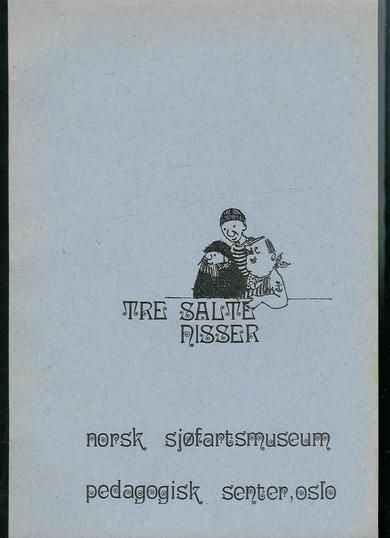 TRE SALTE
NISSER
norsk sjøfartsmuseum
pedagogisk senter, oslo